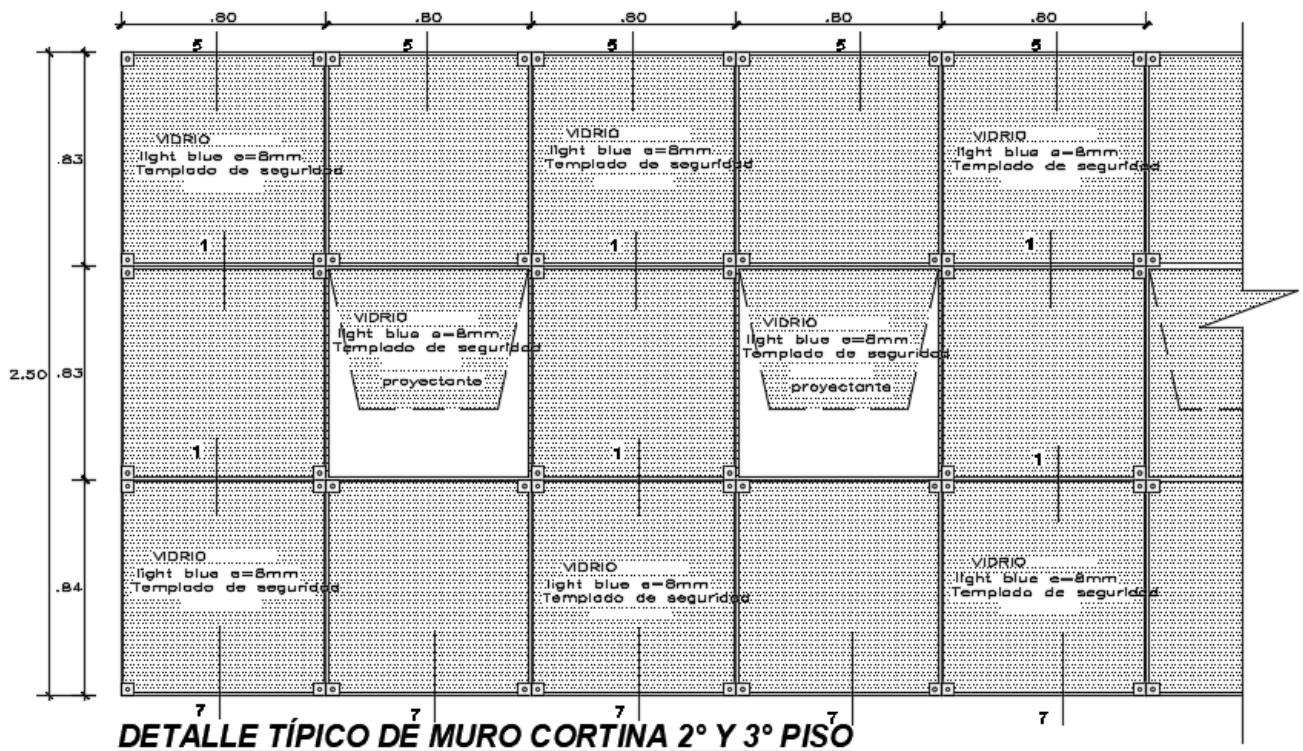 .80 .80 .80 .80 .80
5 5 5 5 5
VIDRIO
light blue e=8mm
Templado de seguridad
VIDRIO
light blue e=8mm
Templado de seguridad
VIDRIO
light blue e=8mm
Templado de seguridad
.83
1 1 1
VIDRIO
light blue e=8mm
Templado de seguridad
proyectante
VIDRIO
light blue e=8mm
Templado de seguridad
proyectante
2.50 .83
1 1 1
VIDRIO
light blue e=8mm
Templado de seguridad
VIDRIO
light blue e=8mm
Templado de seguridad
VIDRIO
light blue e=8mm
Templado de seguridad
.84
7 7 7 7 7
DETALLE TÍPICO DE MURO CORTINA 2° Y 3° PISO